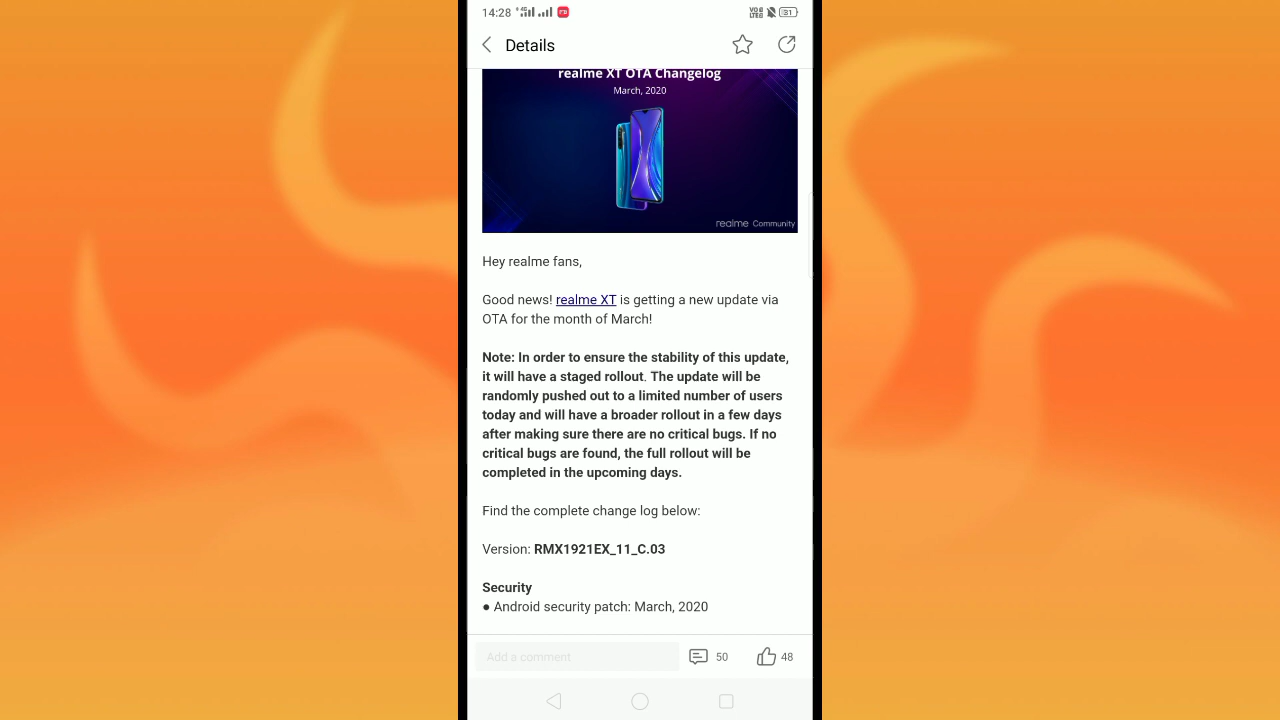 14:28
VO LTE 31
Details
realme XT OTA Changelog
March, 2020
realme Community
Hey realme fans,
Good news! realme XT is getting a new update via
OTA for the month of March!
Note: In order to ensure the stability of this update,
it will have a staged rollout. The update will be
randomly pushed out to a limited number of users
today and will have a broader rollout in a few days
after making sure there are no critical bugs. If no
critical bugs are found, the full rollout will be
completed in the upcoming days.
Find the complete change log below:
Version: RMX1921EX_11_C.03
Security
● Android security patch: March, 2020
Add a comment
50
48